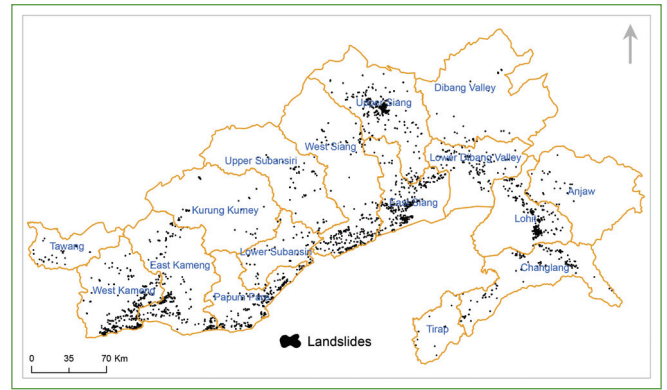 Dibang Valley
Upper Siang
West Siang
Lower Dibang Valley
Upper Subansiri
Anjaw
East Siang
Kurung Kumey
Lohit
Tawang
Lower Subansiri
East Kameng
Changlang
West Kameng
Papum Pare
Tirap
Landslides
0 35 70 Km